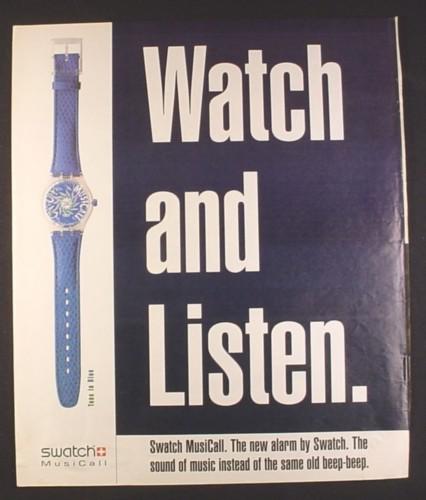 Watch
and
Listen.
Tone in Blue
swatch
MusiCall
Swatch MusiCall. The new alarm by Swatch. The
sound of music instead of the same old beep-beep.